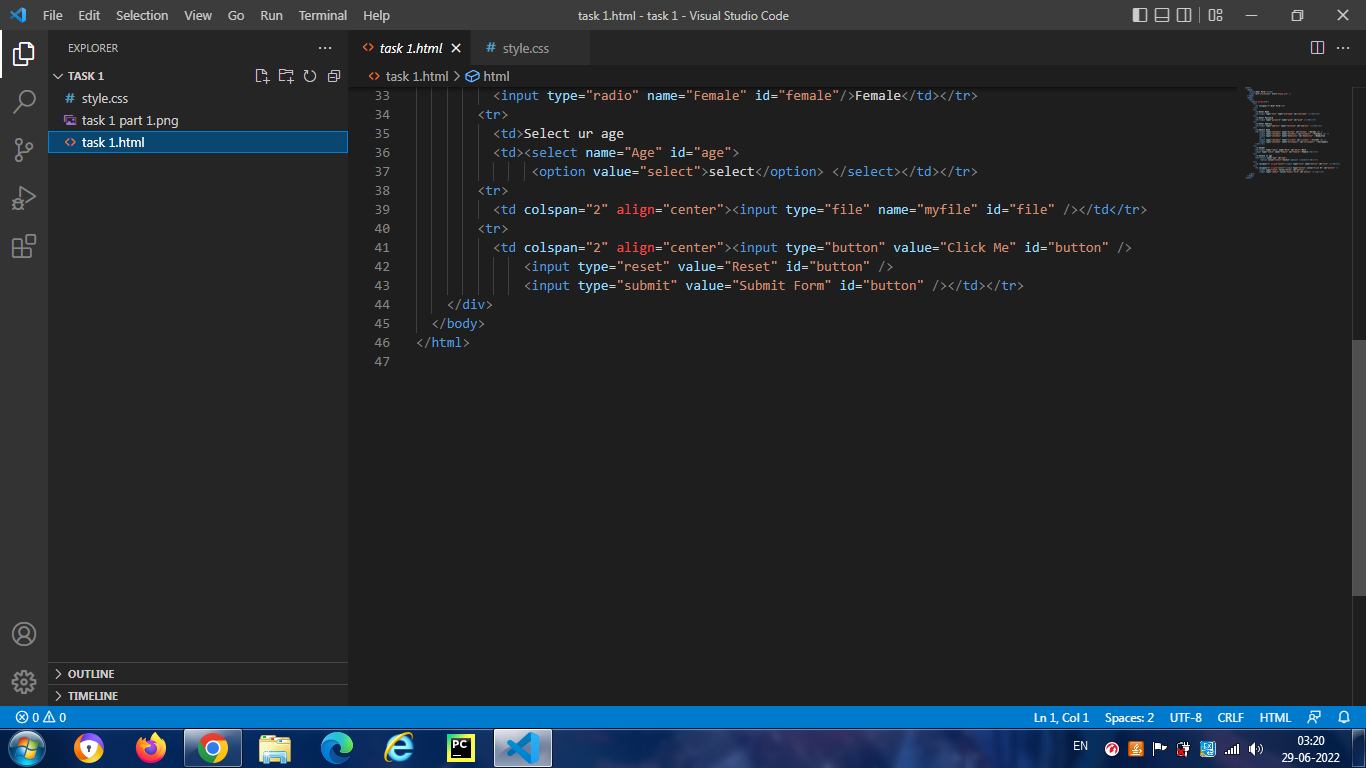 File Edit Selection View Go Run Terminal Help task 1.html - task 1 - Visual Studio Code
EXPLORER
TASK 1
# style.css
task 1 part 1.png
<> task 1.html
OUTLINE
TIMELINE
<> task 1.html # style.css
<> task 1.html > html
33 <input type="radio" name="Female" id="female"/>Female</td></tr>
34 <tr>
35 <td>Select ur age
36 <td><select name="Age" id="age">
37 <option value="select">select</option> </select></td></tr>
38 <tr>
39 <td colspan="2" align="center"><input type="file" name="myfile" id="file" /></td</tr>
40 <tr>
41 <td colspan="2" align="center"><input type="button" value="Click Me" id="button" />
42 <input type="reset" value="Reset" id="button" />
43 <input type="submit" value="Submit Form" id="button" /></td></tr>
44 </div>
45 </body>
46 </html>
47
0 0 Ln 1, Col 1 Spaces: 2 UTF-8 CRLF HTML
PC EN 03:20
29-06-2022